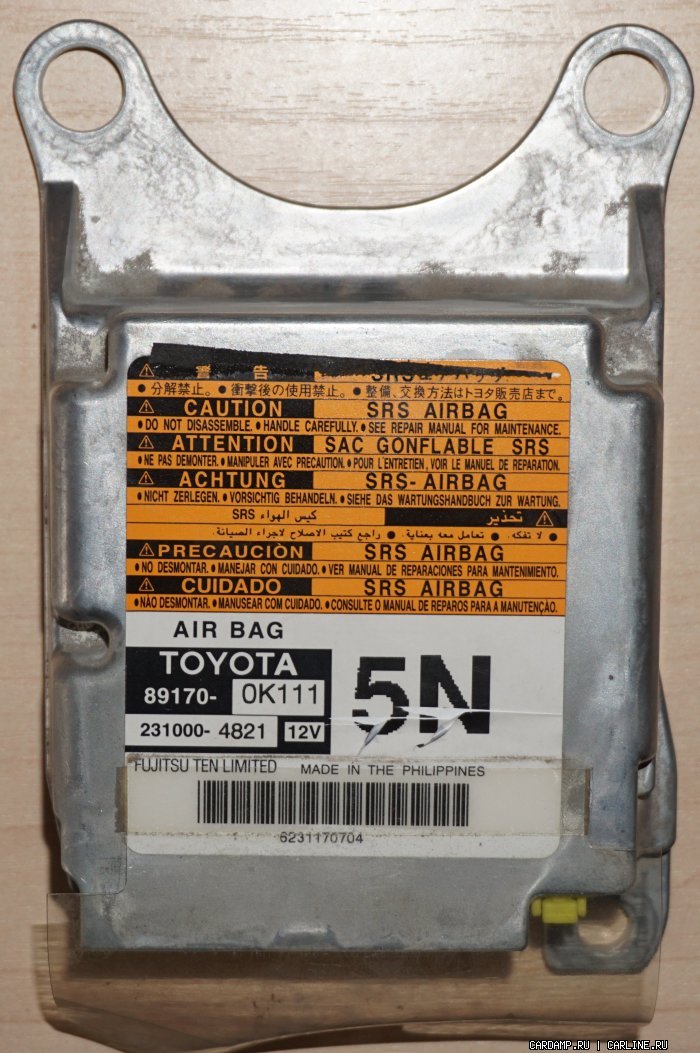 ⚠ 警 告
• 分解禁止。 • 衝撃後の使用禁止。 • 整備、交換方法はトヨタ販売店まで。
⚠ CAUTION SRS AIRBAG
• DO NOT DISASSEMBLE. • HANDLE CAREFULLY. • SEE REPAIR MANUAL FOR MAINTENANCE.
⚠ ATTENTION SAC GONFLABLE SRS
• NE PAS DEMONTER. • MANIPULER AVEC PRECAUTION. • POUR L'ENTRETIEN, VOIR LE MANUEL DE REPARATION.
⚠ ACHTUNG SRS-AIRBAG
• NICHT ZERLEGEN. • VORSICHTIG BEHANDELN. • SIEHE DAS WARTUNGSHANDBUCH ZUR WARTUNG.
⚠ تحذير كيس الهواء SRS
• لا تفكه. • تعامل معه بعناية. • راجع كتيب الاصلاح لاجراء الصيانة.
⚠ PRECAUCIÒN SRS AIRBAG
• NO DESMONTAR. • MANEJAR CON CUIDADO. • VER MANUAL DE REPARACIONES PARA MANTENIMIENTO.
⚠ CUIDADO SRS AIRBAG
• NÃO DESMONTAR. • MANUSEAR COM CUIDADO. • CONSULTE O MANUAL DE REPAROS PARA A MANUTENÇÃO.
AIR BAG
TOYOTA
89170- 0K111
5N
231000- 4821 12V
FUJITSU TEN LIMITED MADE IN THE PHILIPPINES
6231170704
CARDAMP.RU | CARLINE.RU